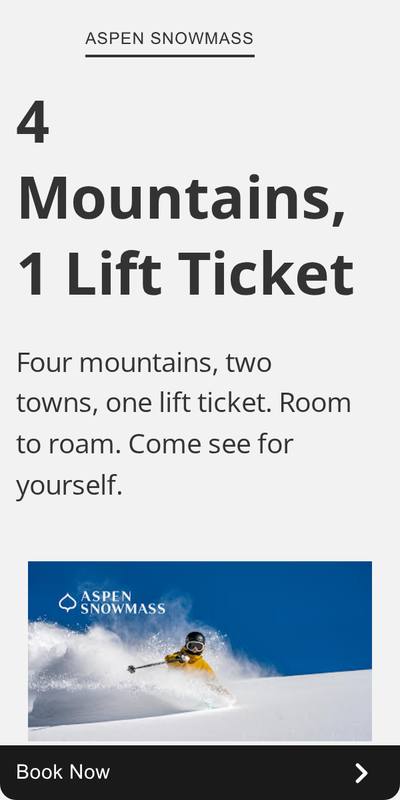 ASPEN SNOWMASS
4
Mountains,
1 Lift Ticket
Four mountains, two
towns, one lift ticket. Room
to roam. Come see for
yourself.
ASPEN
SNOWMASS
Book Now